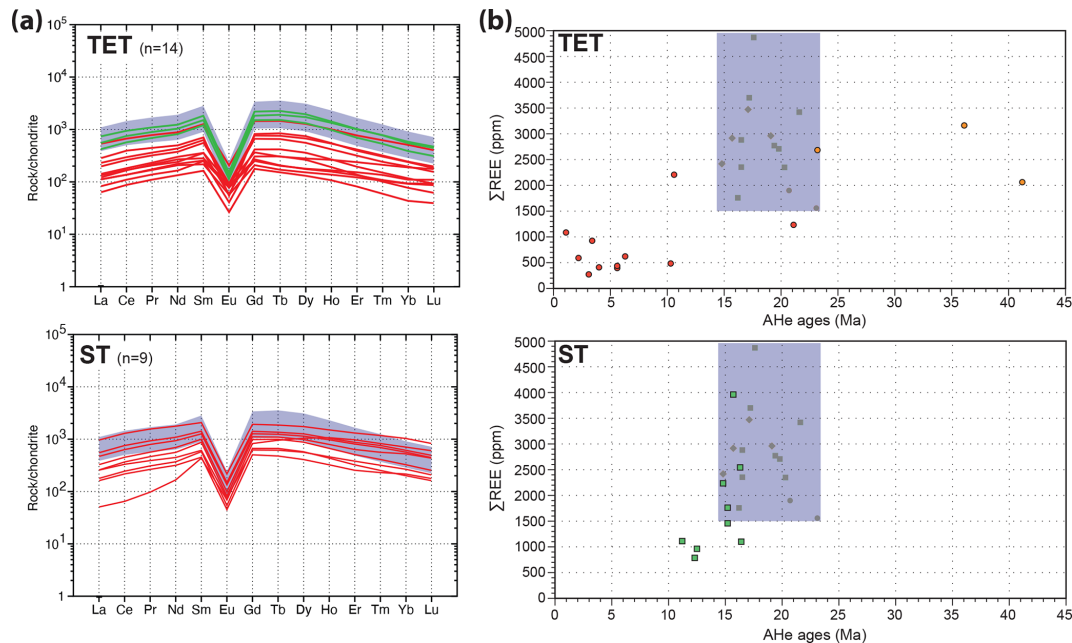 (a)
TET (n=14)
10⁵
10⁴
10³
10²
10¹
1
Rock/chondrite
La Ce Pr Nd Sm Eu Gd Tb Dy Ho Er Tm Yb Lu
ST (n=9)
10⁵
10⁴
10³
10²
10¹
1
Rock/chondrite
La Ce Pr Nd Sm Eu Gd Tb Dy Ho Er Tm Yb Lu
(b)
TET
5000
4500
4000
3500
3000
2500
2000
1500
1000
500
0
ΣREE (ppm)
0 5 10 15 20 25 30 35 40 45
AHe ages (Ma)
ST
5000
4500
4000
3500
3000
2500
2000
1500
1000
500
0
ΣREE (ppm)
0 5 10 15 20 25 30 35 40 45
AHe ages (Ma)